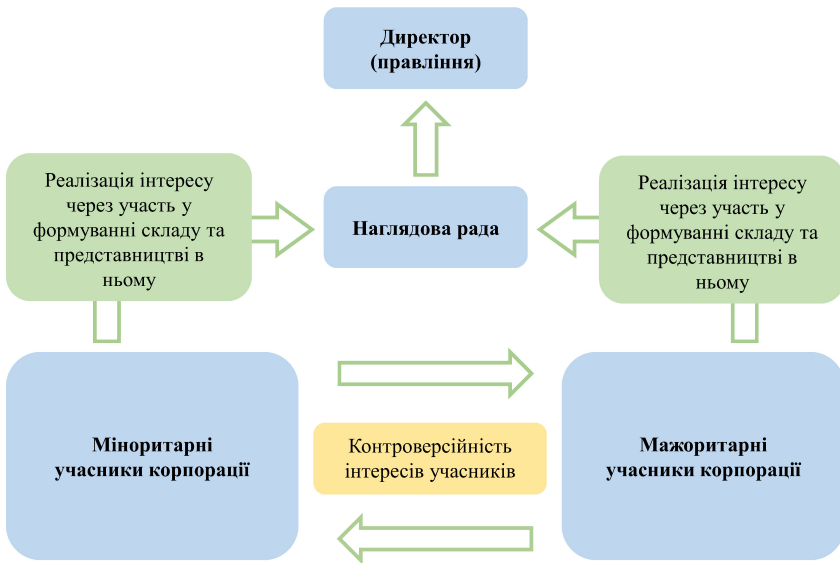 Директор
(правління)
Реалізація інтересу
через участь у
формуванні складу та
представництві в
ньому
Наглядова рада
Реалізація інтересу
через участь у
формуванні складу та
представництві в
ньому
Міноритарні
учасники корпорації
Контроверсійність
інтересів учасників
Мажоритарні
учасники корпорації